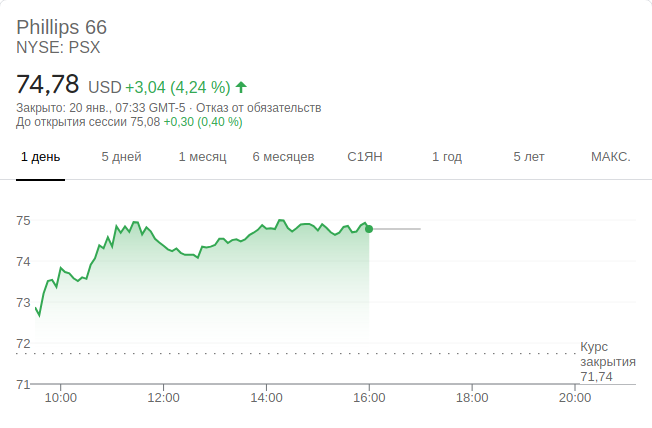 Phillips 66
NYSE: PSX
74,78 USD +3,04 (4,24 %)
Закрыто: 20 янв., 07:33 GMT-5 · Отказ от обязательств
До открытия сессии 75,08 +0,30 (0,40 %)
1 день 5 дней 1 месяц 6 месяцев С1ЯН 1 год 5 лет МАКС.
75
74
73
72
Курс
закрытия
71,74
71
10:00 12:00 14:00 16:00 18:00 20:00